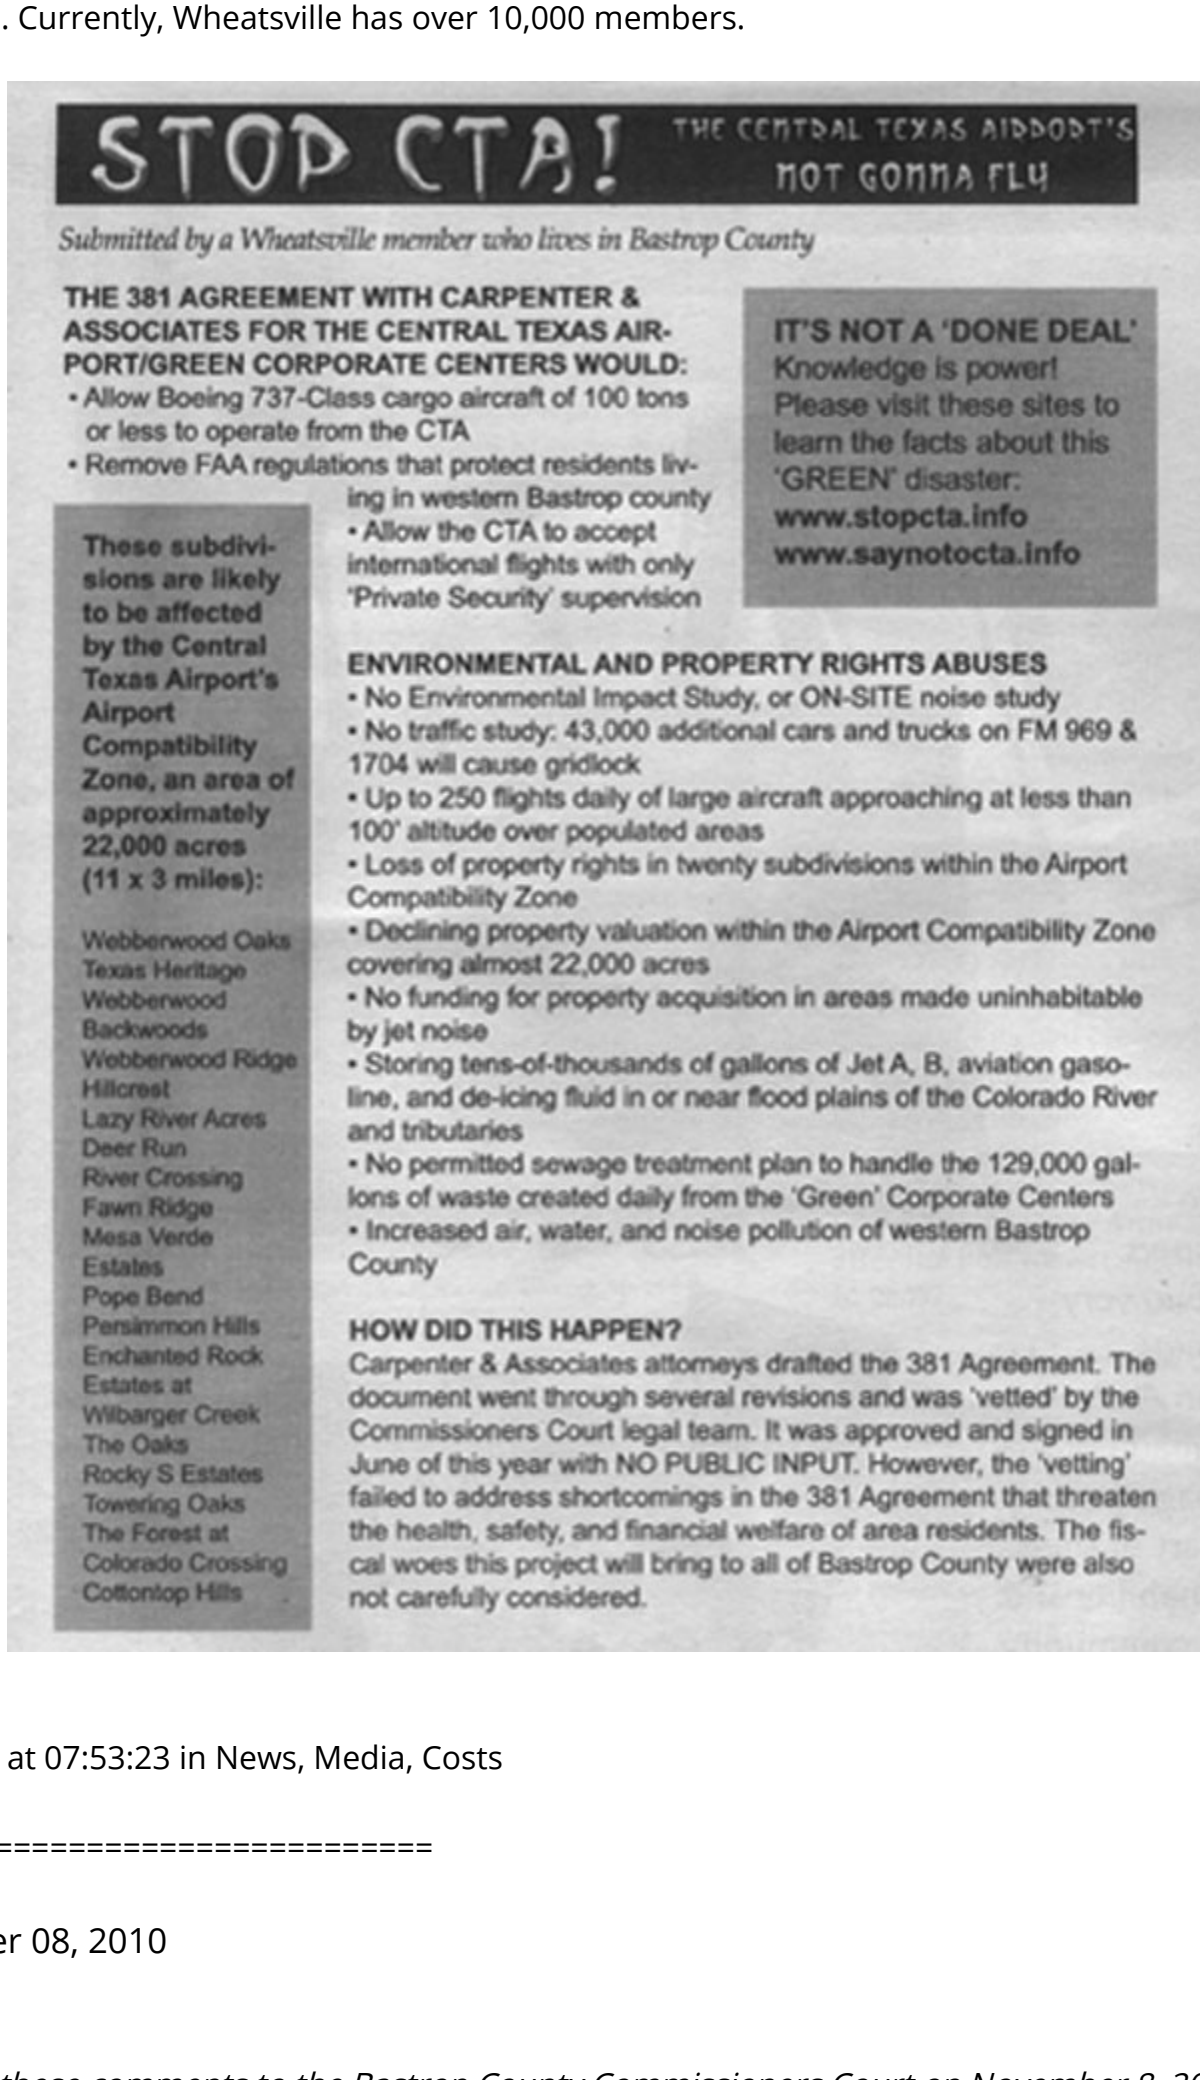 . Currently, Wheatsville has over 10,000 members.
STOP CTA!
THE CENTRAL TEXAS AIRPORT'S
NOT GONNA FLY
Submitted by a Wheatsville member who lives in Bastrop County
THE 381 AGREEMENT WITH CARPENTER &
ASSOCIATES FOR THE CENTRAL TEXAS AIR-
PORT/GREEN CORPORATE CENTERS WOULD:
• Allow Boeing 737-Class cargo aircraft of 100 tons
or less to operate from the CTA
• Remove FAA regulations that protect residents liv-
ing in western Bastrop county
• Allow the CTA to accept
international flights with only
'Private Security' supervision
IT'S NOT A 'DONE DEAL'
Knowledge is power!
Please visit these sites to
learn the facts about this
'GREEN' disaster:
www.stopcta.info
www.saynotocta.info
These subdivi-
sions are likely
to be affected
by the Central
Texas Airport's
Airport
Compatibility
Zone, an area of
approximately
22,000 acres
(11 x 3 miles):
Webberwood Oaks
Texas Heritage
Webberwood
Backwoods
Webberwood Ridge
Hillcrest
Lazy River Acres
Deer Run
River Crossing
Fawn Ridge
Mesa Verde
Estates
Pope Bend
Persimmon Hills
Enchanted Rock
Estates at
Wilbarger Creek
The Oaks
Rocky S Estates
Towering Oaks
The Forest at
Colorado Crossing
Cottontop Hills
ENVIRONMENTAL AND PROPERTY RIGHTS ABUSES
• No Environmental Impact Study, or ON-SITE noise study
• No traffic study: 43,000 additional cars and trucks on FM 969 &
1704 will cause gridlock
• Up to 250 flights daily of large aircraft approaching at less than
100' altitude over populated areas
• Loss of property rights in twenty subdivisions within the Airport
Compatibility Zone
• Declining property valuation within the Airport Compatibility Zone
covering almost 22,000 acres
• No funding for property acquisition in areas made uninhabitable
by jet noise
• Storing tens-of-thousands of gallons of Jet A, B, aviation gaso-
line, and de-icing fluid in or near flood plains of the Colorado River
and tributaries
• No permitted sewage treatment plan to handle the 129,000 gal-
lons of waste created daily from the 'Green' Corporate Centers
• Increased air, water, and noise pollution of western Bastrop
County
HOW DID THIS HAPPEN?
Carpenter & Associates attorneys drafted the 381 Agreement. The
document went through several revisions and was 'vetted' by the
Commissioners Court legal team. It was approved and signed in
June of this year with NO PUBLIC INPUT. However, the 'vetting'
failed to address shortcomings in the 381 Agreement that threaten
the health, safety, and financial welfare of area residents. The fis-
cal woes this project will bring to all of Bastrop County were also
not carefully considered.
at 07:53:23 in News, Media, Costs
========================
er 08, 2010
these comments to the Bastrop County Commissioners Court on November 8, 20